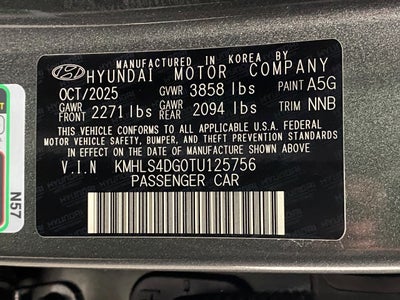 MANUFACTURED IN KOREA BY
HYUNDAI MOTOR COMPANY
OCT/2025 GVWR 3858 lbs PAINT A5G
GAWR FRONT 2271 lbs GAWR REAR 2094 lbs TRIM NNB
THIS VEHICLE CONFORMS TO ALL APPLICABLE U.S.A FEDERAL
MOTOR VEHICLE SAFETY, BUMPER, AND THEFT PREVENTION STANDARDS
IN EFFECT ON THE DATE OF MANUFACTURE SHOWN ABOVE.
V.I.N KMHLS4DG0TU125756
PASSENGER CAR
N57